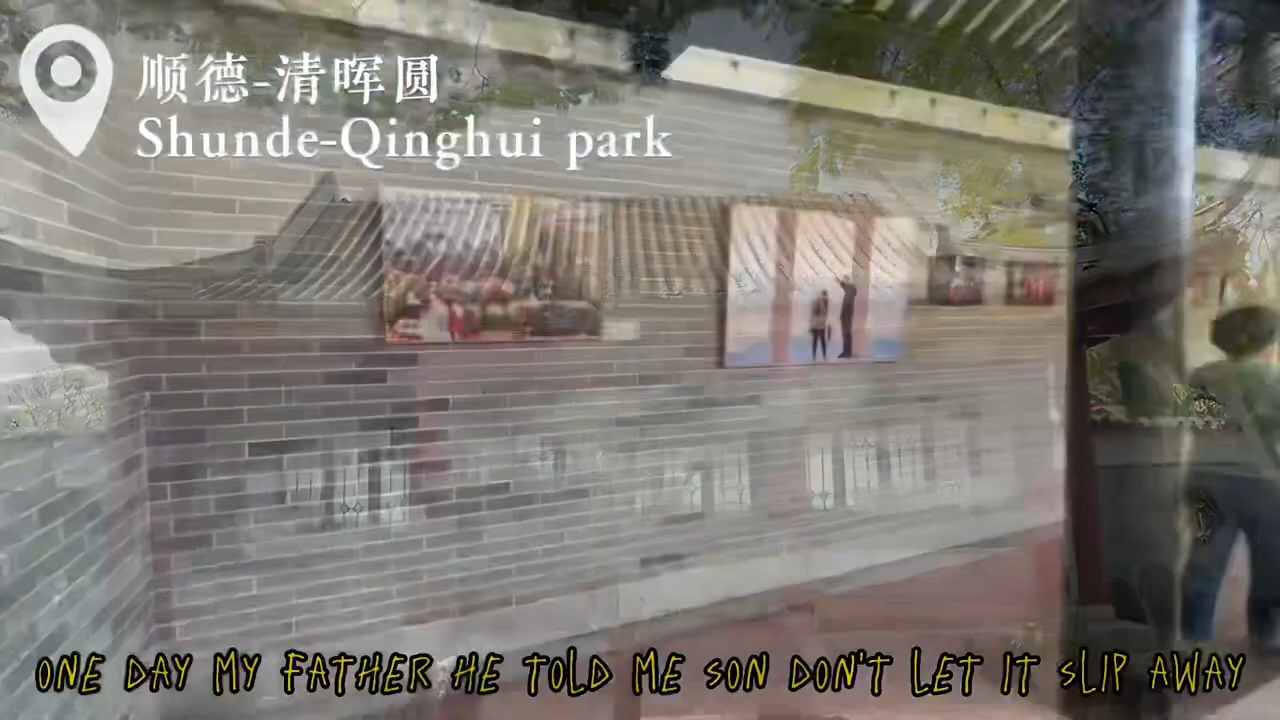 顺德-清晖圆
Shunde-Qinghui park
ONE DAY MY FATHER HE TOLD ME SON DON'T LET IT SLIP AWAY